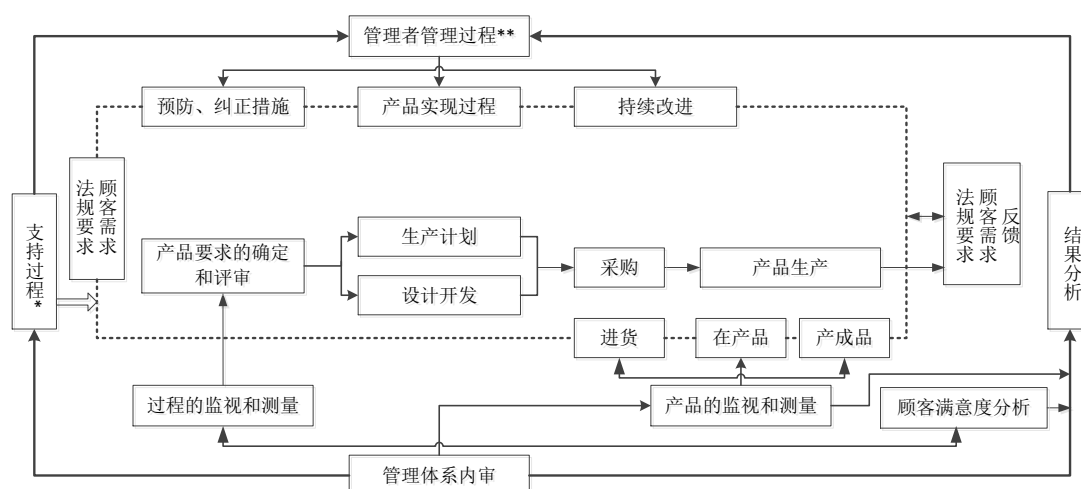 管理者管理过程**
预防、纠正措施
产品实现过程
持续改进
顾客需求
法规要求
反馈
顾客需求
法规要求
支持过程*
结果分析
产品要求的确定
和评审
生产计划
设计开发
采购
产品生产
进货
在产品
产成品
过程的监视和测量
产品的监视和测量
顾客满意度分析
管理体系内审